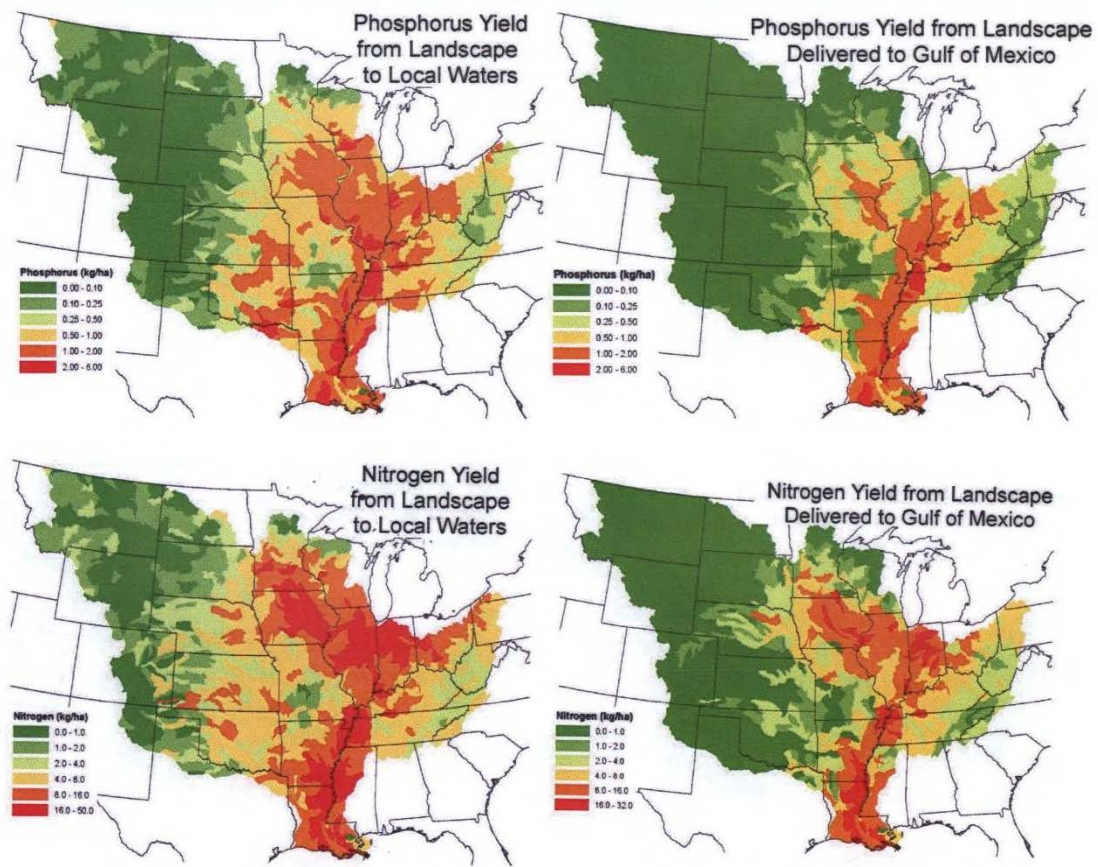 Phosphorus Yield
from Landscape
to Local Waters
Phosphorus (kg/ha)
0.00 - 0.10
0.10 - 0.25
0.25 - 0.50
0.50 - 1.00
1.00 - 2.00
2.00 - 6.00
Phosphorus Yield from Landscape
Delivered to Gulf of Mexico
Phosphorus (kg/ha)
0.00 - 0.10
0.10 - 0.25
0.25 - 0.50
0.50 - 1.00
1.00 - 2.00
2.00 - 6.00
Nitrogen Yield
from Landscape
to Local Waters
Nitrogen (kg/ha)
0.0 - 1.0
1.0 - 2.0
2.0 - 4.0
4.0 - 8.0
8.0 - 16.0
16.0 - 50.0
Nitrogen Yield from Landscape
Delivered to Gulf of Mexico
Nitrogen (kg/ha)
0.0 - 1.0
1.0 - 2.0
2.0 - 4.0
4.0 - 8.0
8.0 - 16.0
16.0 - 32.0